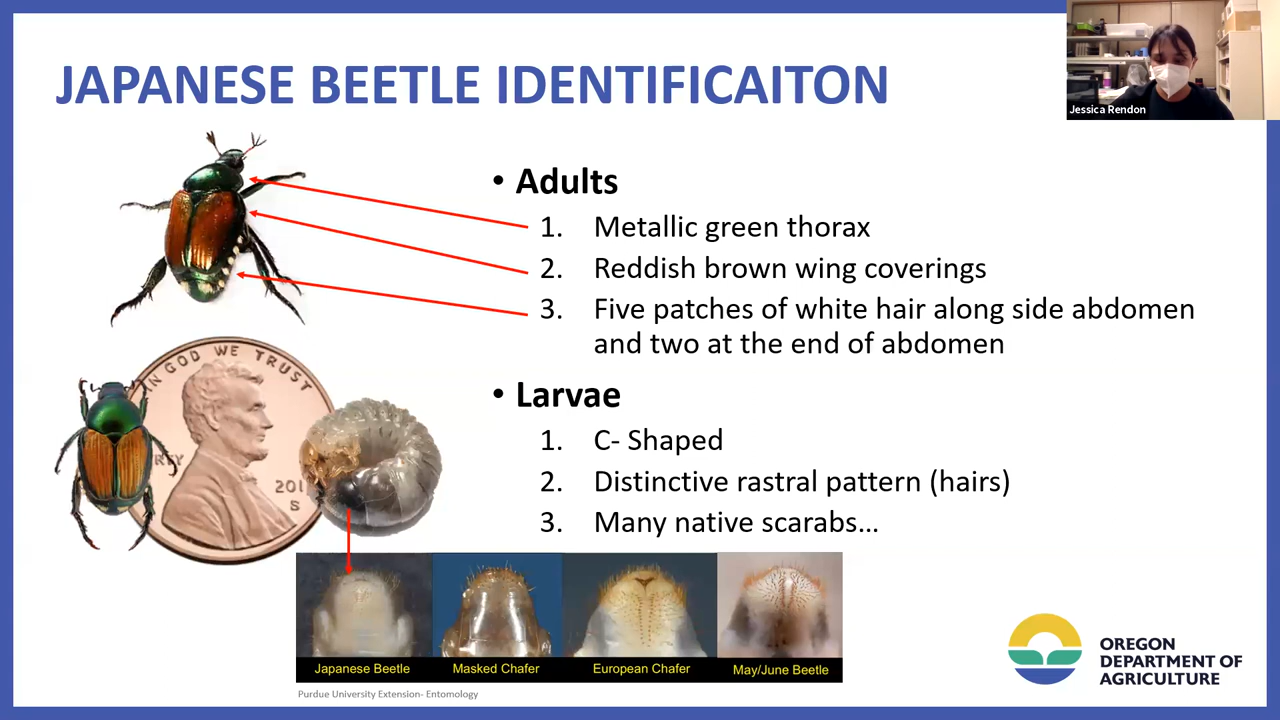 JAPANESE BEETLE IDENTIFICAITON
Jessica Rendon
• Adults
1. Metallic green thorax
2. Reddish brown wing coverings
3. Five patches of white hair along side abdomen
and two at the end of abdomen
IN GOD WE TRUST
RTY
201
S
• Larvae
1. C- Shaped
2. Distinctive rastral pattern (hairs)
3. Many native scarabs...
Japanese Beetle
Masked Chafer
European Chafer
May/June Beetle
Purdue University Extension- Entomology
OREGON
DEPARTMENT OF
AGRICULTURE